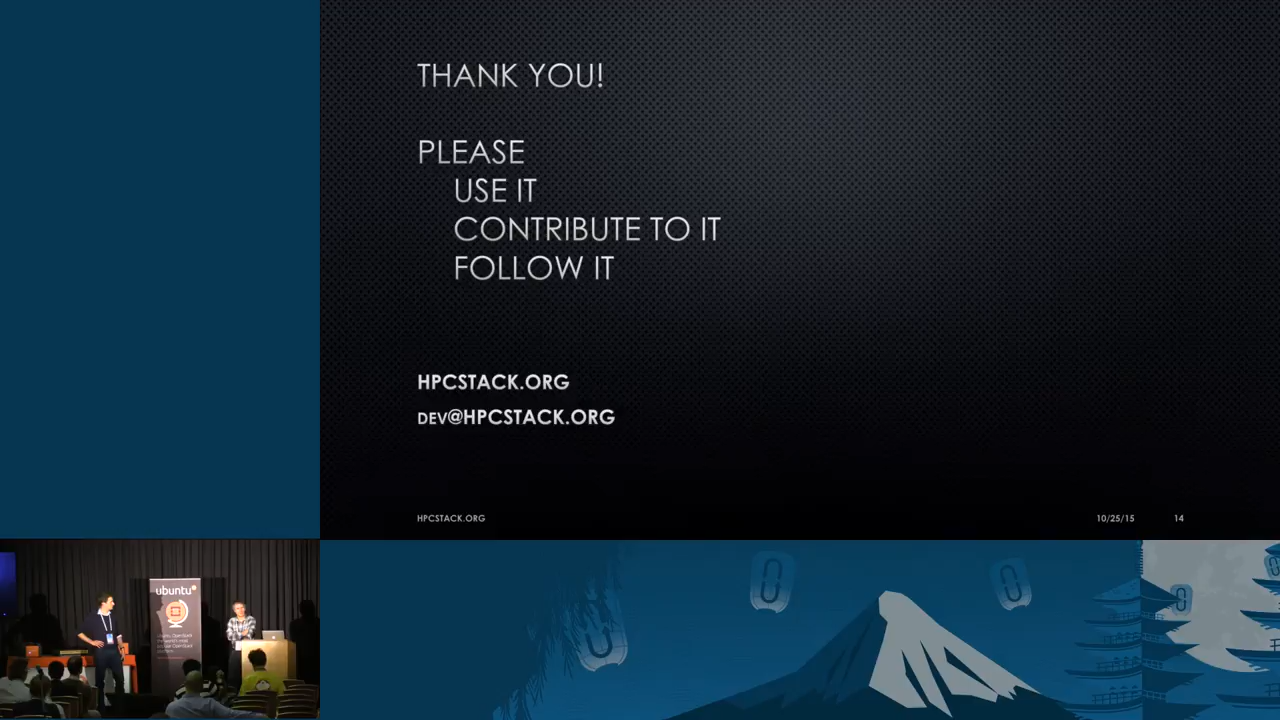 THANK YOU!
PLEASE
USE IT
CONTRIBUTE TO IT
FOLLOW IT
HPCSTACK.ORG
DEV@HPCSTACK.ORG
HPCSTACK.ORG
10/25/15
14
ubuntu